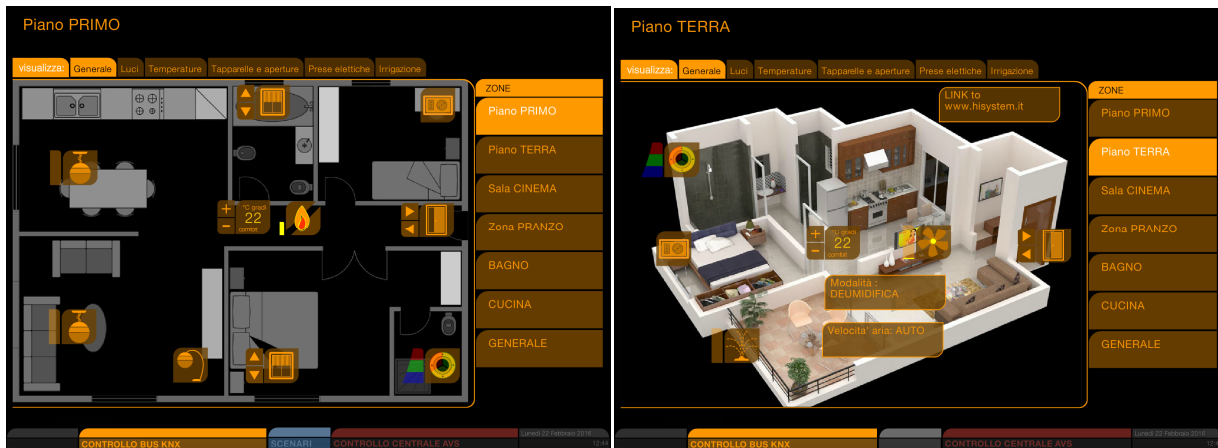 Piano PRIMO
visualizza: Generale Luci Temperature Tapparelle e aperture Prese elettiche Irrigazione
ZONE
Piano PRIMO
Piano TERRA
Sala CINEMA
Zona PRANZO
BAGNO
CUCINA
GENERALE
+
-
°C gradi
22
comfort
CONTROLLO BUS KNX
SCENARI
CONTROLLO CENTRALE AVS
Lunedì 22 Febbraio 2016
12:44
Piano TERRA
visualizza: Generale Luci Temperature Tapparelle e aperture Prese elettiche Irrigazione
LINK to
www.hisystem.it
ZONE
Piano PRIMO
Piano TERRA
Sala CINEMA
Zona PRANZO
BAGNO
CUCINA
GENERALE
+
-
°C gradi
22
comfort
Modalità :
DEUMIDIFICA
Velocita' aria: AUTO
CONTROLLO BUS KNX
CONTROLLO CENTRALE AVS
Lunedì 22 Febbraio 2016